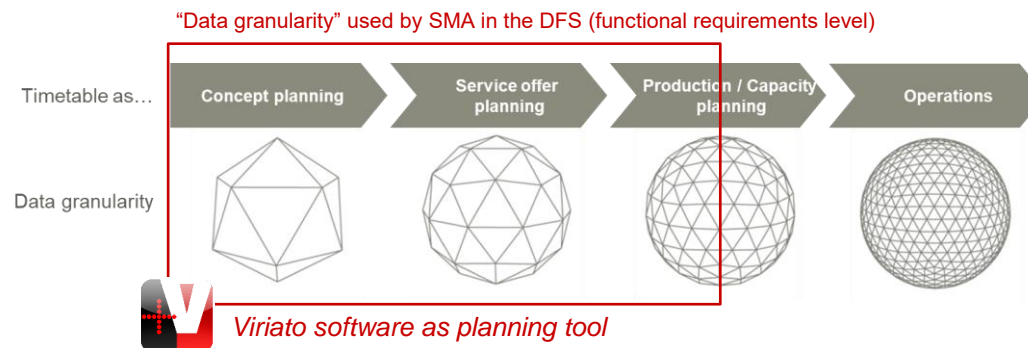 “Data granularity” used by SMA in the DFS (functional requirements level)
Timetable as…
Concept planning
Service offer
planning
Production / Capacity
planning
Operations
Data granularity
V
Viriato software as planning tool